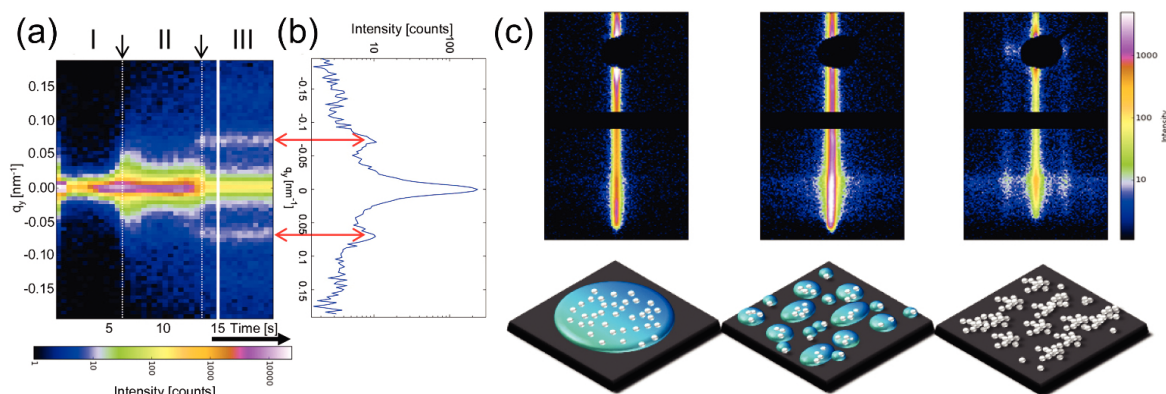 (a)
I
II
III
q_y [nm⁻¹]
0.15
0.10
0.05
0.00
-0.05
-0.10
-0.15
5
10
15
Time [s]
1
10
100
1000
10000
Intensity [counts]
(b)
Intensity [counts]
10
100
-0.15
-0.1
-0.05
0
0.05
0.1
0.15
q_y [nm⁻¹]
(c)
1000
100
10
Intensity